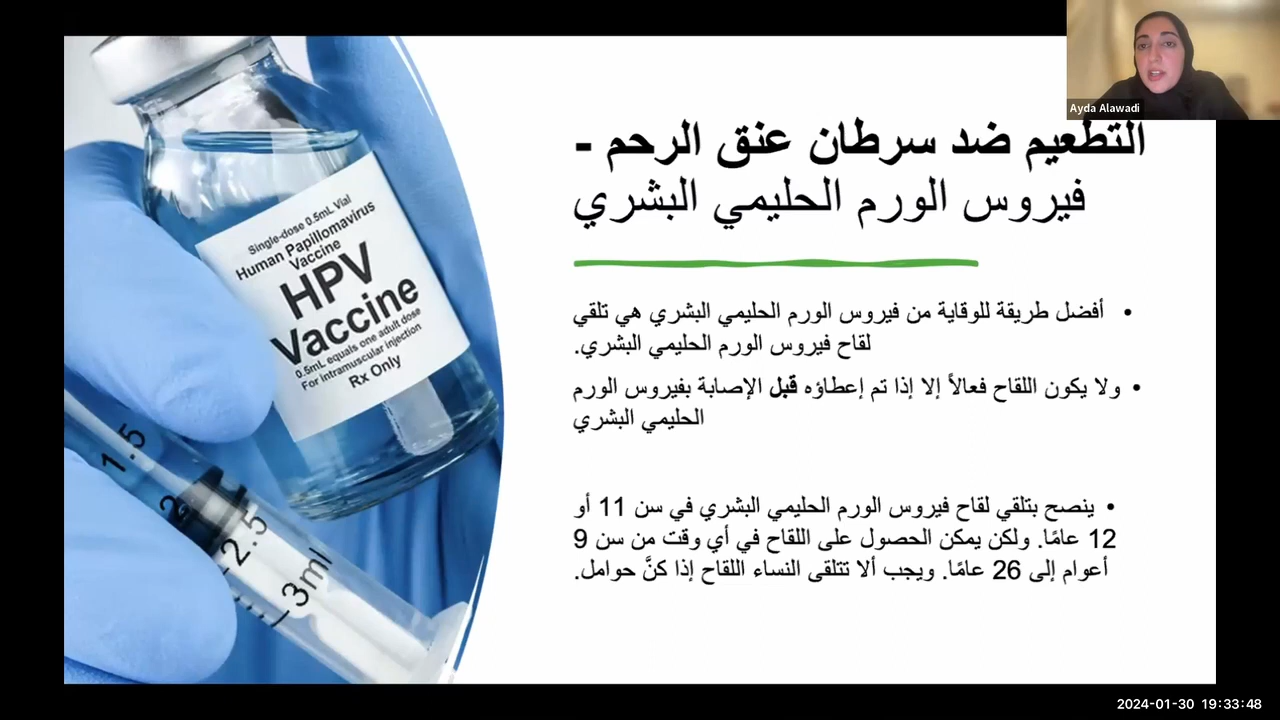 Ayda Alawadi
التطعيم ضد سرطان عنق الرحم -
فيروس الورم الحليمي البشري
• أفضل طريقة للوقاية من فيروس الورم الحليمي البشري هي تلقي
لقاح فيروس الورم الحليمي البشري.
• ولا يكون اللقاح فعالاً إلا إذا تم إعطاؤه قبل الإصابة بفيروس الورم
الحليمي البشري
• ينصح بتلقي لقاح فيروس الورم الحليمي البشري في سن 11 أو
12 عامًا. ولكن يمكن الحصول على اللقاح في أي وقت من سن 9
أعوام إلى 26 عامًا. ويجب ألا تتلقى النساء اللقاح إذا كنَّ حوامل.
Single-dose 0.5mL Vial
Human Papillomavirus
Vaccine
HPV
Vaccine
0.5mL equals one adult dose
For intramuscular injection
Rx Only
1.5
2
2.5
3ml
2024-01-30 19:33:48